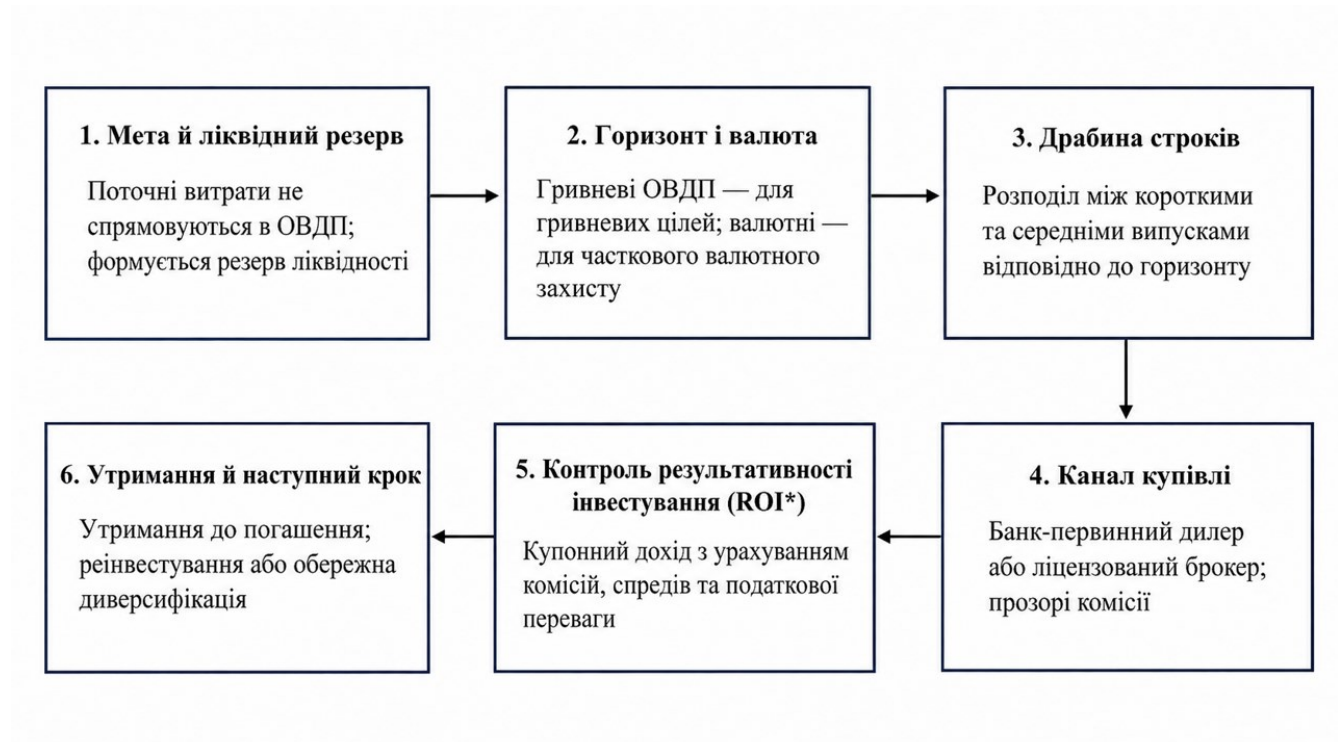 1. Мета й ліквідний резерв
Поточні витрати не
спрямовуються в ОВДП;
формується резерв ліквідності
2. Горизонт і валюта
Гривневі ОВДП — для
гривневих цілей; валютні —
для часткового валютного
захисту
3. Драбина строків
Розподіл між короткими
та середніми випусками
відповідно до горизонту
4. Канал купівлі
Банк-первинний дилер
або ліцензований брокер;
прозорі комісії
5. Контроль результативності
інвестування (ROI*)
Купонний дохід з урахуванням
комісій, спредів та податкової
переваги
6. Утримання й наступний крок
Утримання до погашення;
реінвестування або обережна
диверсифікація